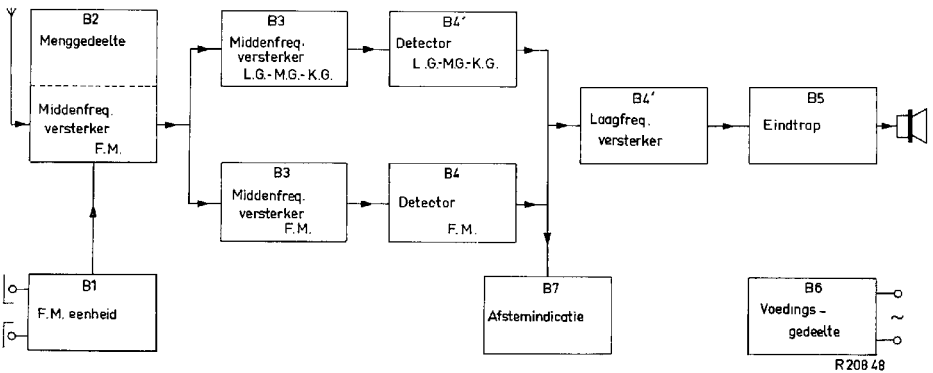 B2
Menggedeelte
Middenfreq.
versterker
F.M.
B3
Middenfreq.
versterker
L.G.-M.G.-K.G.
B4'
Detector
L.G.-M.G.-K.G.
B3
Middenfreq.
versterker
F.M.
B4
Detector
F.M.
B4'
Laagfreq.
versterker
B5
Eindtrap
B1
F.M. eenheid
B7
Afstemindicatie
B6
Voedings-
gedeelte
~
R 208 48